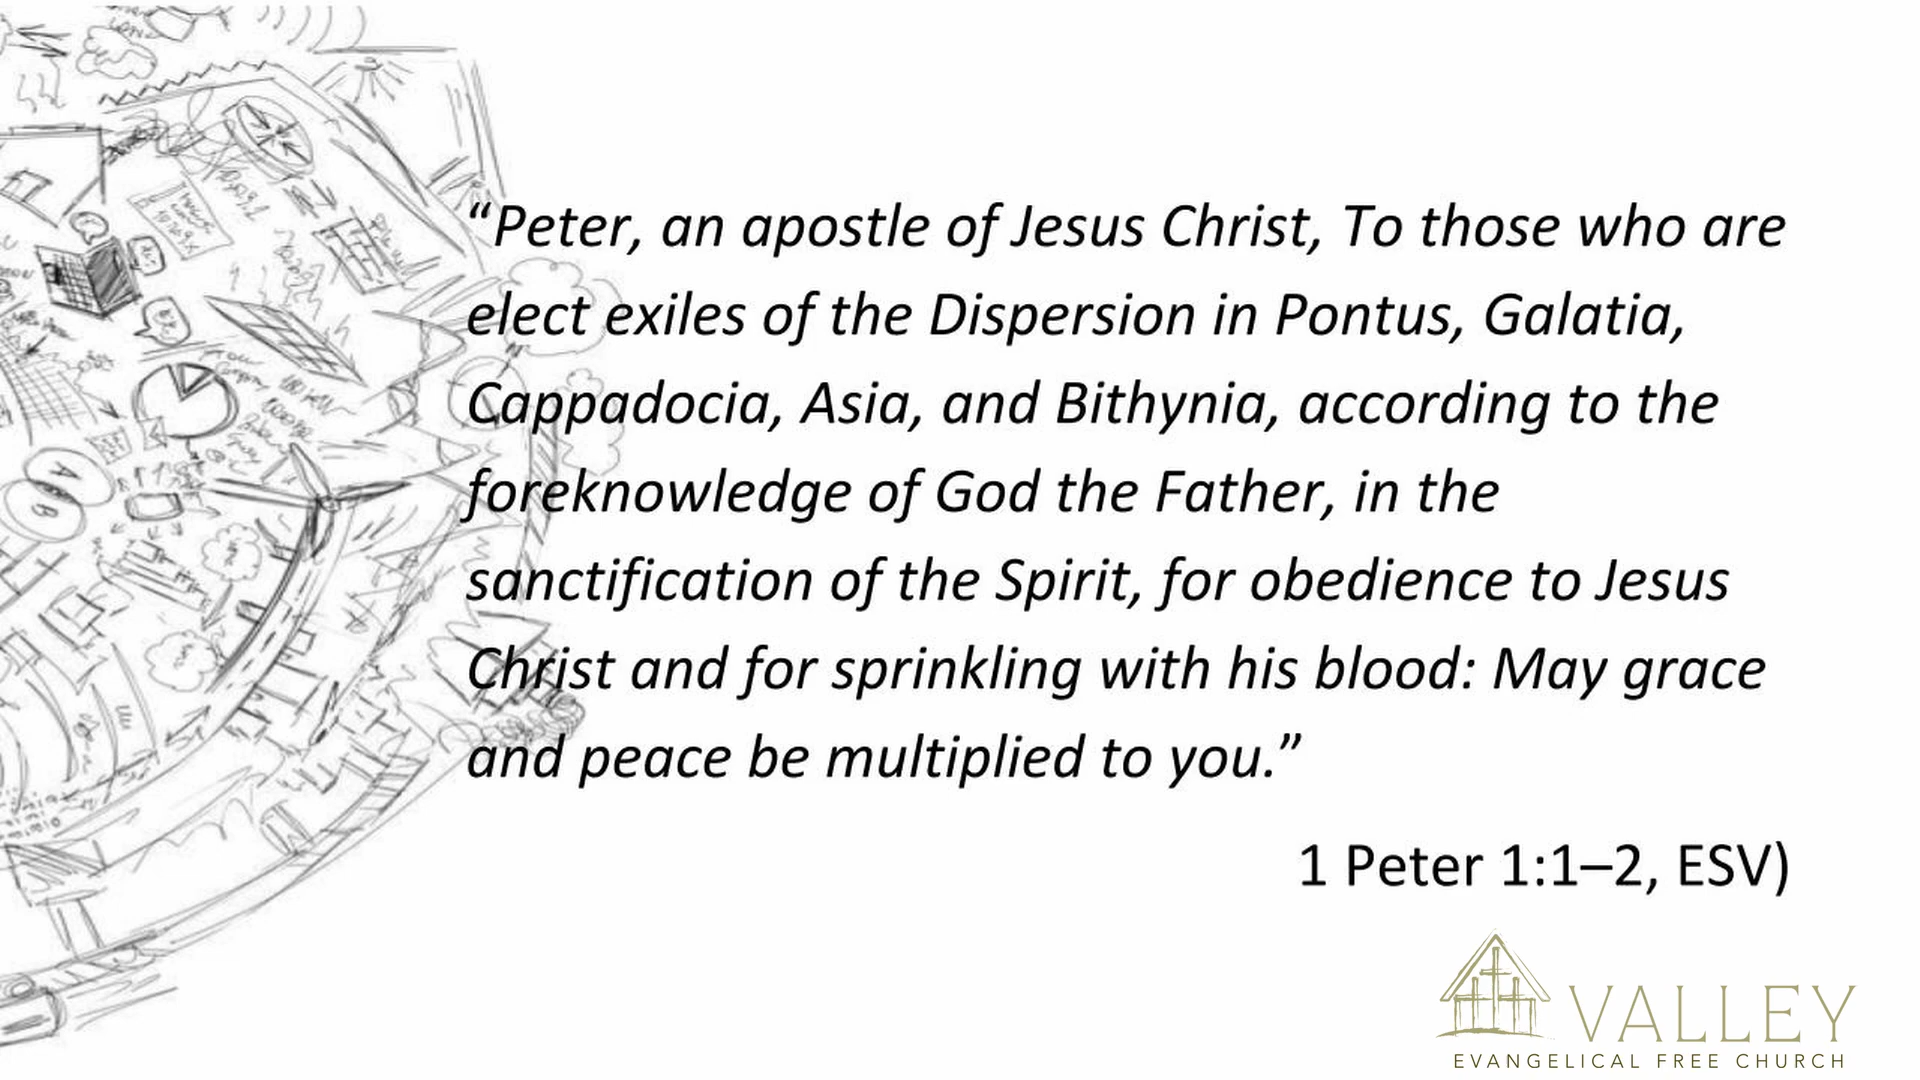 “Peter, an apostle of Jesus Christ, To those who are
elect exiles of the Dispersion in Pontus, Galatia,
Cappadocia, Asia, and Bithynia, according to the
foreknowledge of God the Father, in the
sanctification of the Spirit, for obedience to Jesus
Christ and for sprinkling with his blood: May grace
and peace be multiplied to you.”
1 Peter 1:1–2, ESV)
VALLEY
EVANGELICAL FREE CHURCH
A
B